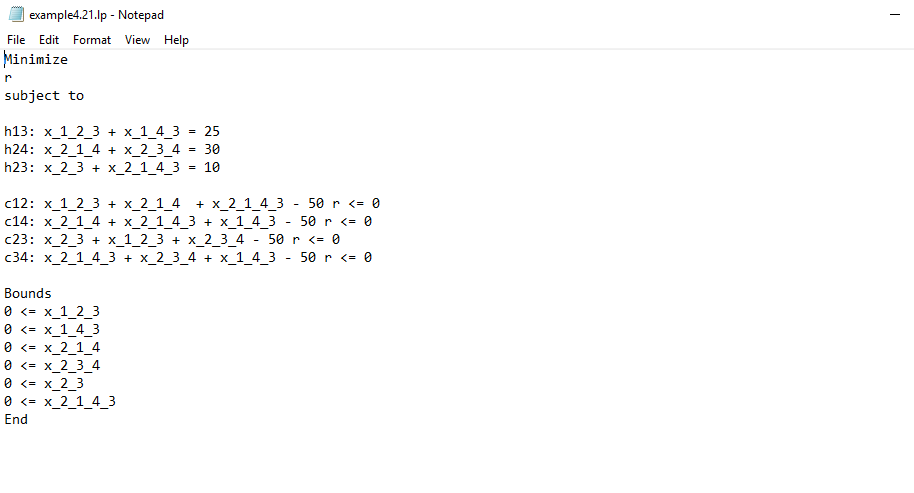 example4.21.lp - Notepad
File Edit Format View Help
Minimize
r
subject to
h13: x_1_2_3 + x_1_4_3 = 25
h24: x_2_1_4 + x_2_3_4 = 30
h23: x_2_3 + x_2_1_4_3 = 10
c12: x_1_2_3 + x_2_1_4  + x_2_1_4_3 - 50 r <= 0
c14: x_2_1_4 + x_2_1_4_3 + x_1_4_3 - 50 r <= 0
c23: x_2_3 + x_1_2_3 + x_2_3_4 - 50 r <= 0
c34: x_2_1_4_3 + x_2_3_4 + x_1_4_3 - 50 r <= 0
Bounds
0 <= x_1_2_3
0 <= x_1_4_3
0 <= x_2_1_4
0 <= x_2_3_4
0 <= x_2_3
0 <= x_2_1_4_3
End